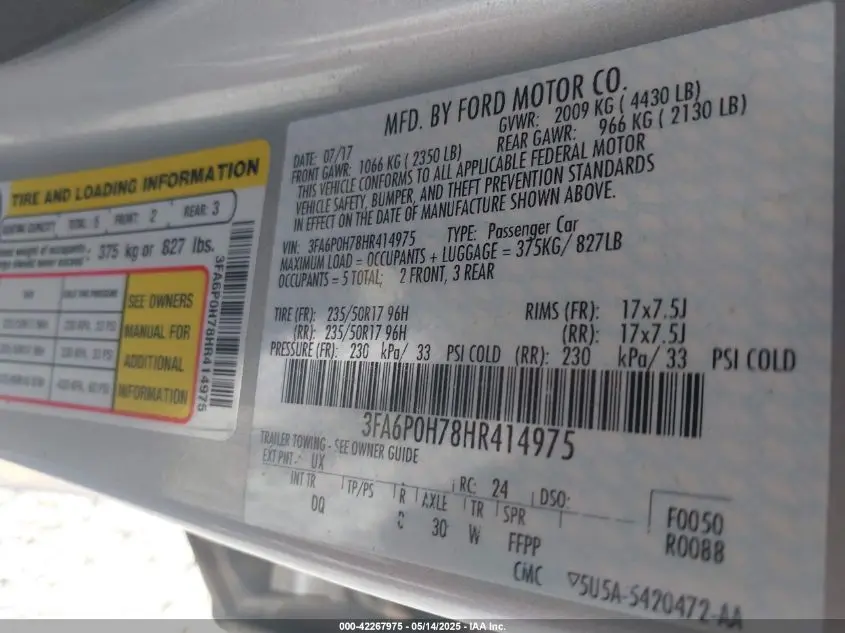 TIRE AND LOADING INFORMATION
SEATING CAPACITY TOTAL: 5 FRONT: 2 REAR: 3
375 kg or 827 lbs.
SEE OWNERS
MANUAL FOR
ADDITIONAL
INFORMATION
3FA6P0H78HR414975
MFD. BY FORD MOTOR CO.
DATE: 07/17 GVWR: 2009 KG ( 4430 LB)
FRONT GAWR: 1066 KG ( 2350 LB) REAR GAWR: 966 KG ( 2130 LB)
THIS VEHICLE CONFORMS TO ALL APPLICABLE FEDERAL MOTOR
VEHICLE SAFETY, BUMPER, AND THEFT PREVENTION STANDARDS
IN EFFECT ON THE DATE OF MANUFACTURE SHOWN ABOVE.
VIN: 3FA6P0H78HR414975 TYPE: Passenger Car
MAXIMUM LOAD = OCCUPANTS + LUGGAGE = 375KG/ 827LB
OCCUPANTS = 5 TOTAL; 2 FRONT, 3 REAR
TIRE (FR): 235/50R17 96H RIMS (FR): 17x7.5J
(RR): 235/50R17 96H (RR): 17x7.5J
PRESSURE (FR): 230 kPa/ 33 PSI COLD (RR): 230 kPa/ 33 PSI COLD
3FA6P0H78HR414975
TRAILER TOWING - SEE OWNER GUIDE
EXT PNT: UX RC: 24 DSO:
INT TR TP/PS R AXLE TR SPR
DQ 30 W FFPP
CMC
F0050
R0088
5U5A-5420472-AA
000-42267975 - 05/14/2025 - IAA Inc.